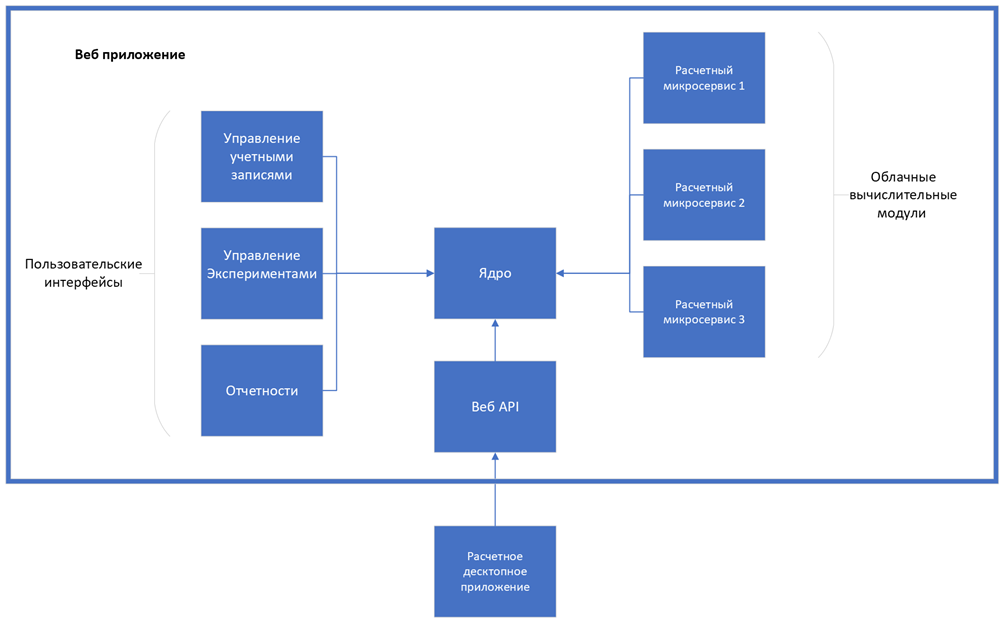 Веб приложение
Пользовательские
интерфейсы
Управление
учетными
записями
Управление
Экспериментами
Отчетности
Ядро
Веб API
Расчетный
микросервис 1
Расчетный
микросервис 2
Расчетный
микросервис 3
Облачные
вычислительные
модули
Расчетное
десктопное
приложение